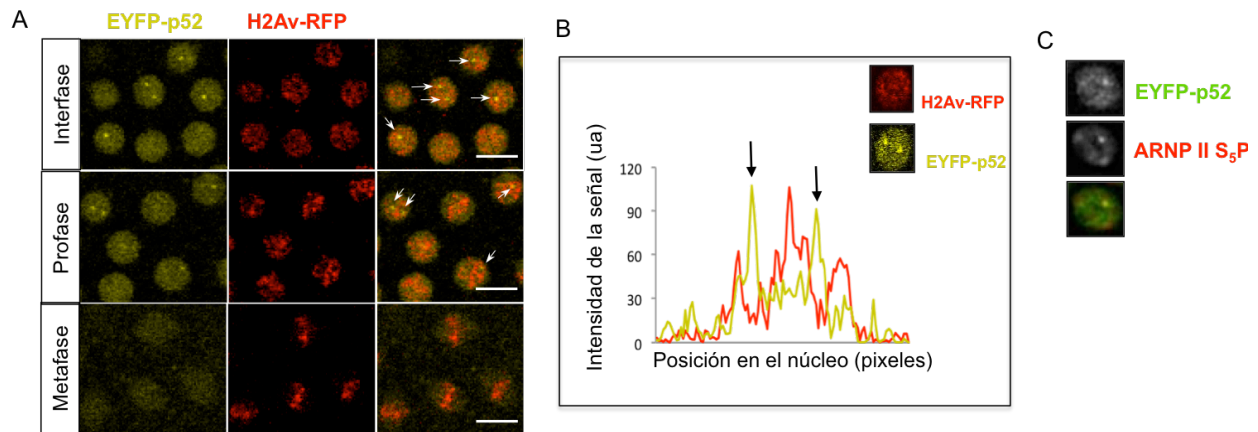 A
EYFP-p52 H2Av-RFP
Interfase
Profase
Metafase
B
H2Av-RFP
EYFP-p52
Intensidad de la señal (ua)
120
90
60
30
0
Posición en el núcleo (pixeles)
C
EYFP-p52
ARNP II S₅P